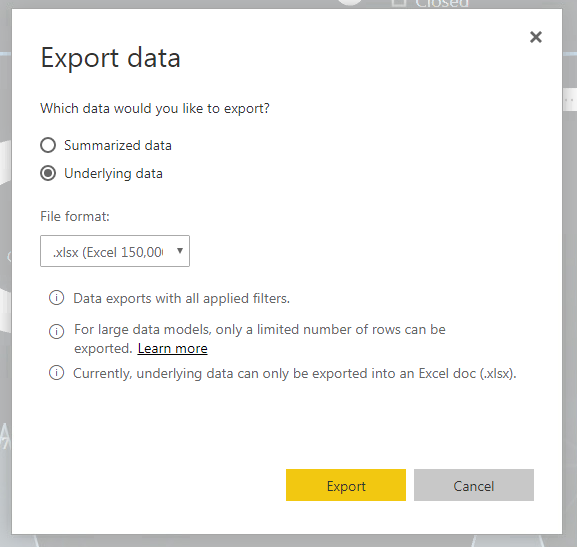 Closed
Export data
Which data would you like to export?
Summarized data
Underlying data
File format:
.xlsx (Excel 150,00
Data exports with all applied filters.
For large data models, only a limited number of rows can be
exported. Learn more
Currently, underlying data can only be exported into an Excel doc (.xlsx).
Export
Cancel